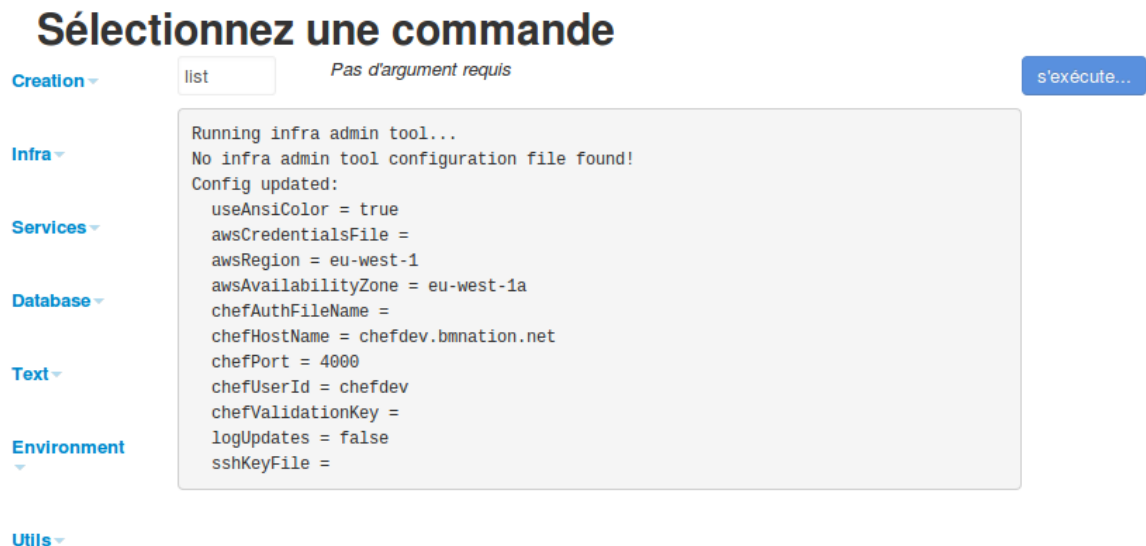 Sélectionnez une commande
Creation
list
Pas d'argument requis
s'exécute...
Infra
Services
Database
Text
Environment
Utils
Running infra admin tool...
No infra admin tool configuration file found!
Config updated:
useAnsiColor = true
awsCredentialsFile =
awsRegion = eu-west-1
awsAvailabilityZone = eu-west-1a
chefAuthFileName =
chefHostName = chefdev.bmnation.net
chefPort = 4000
chefUserId = chefdev
chefValidationKey =
logUpdates = false
sshKeyFile =